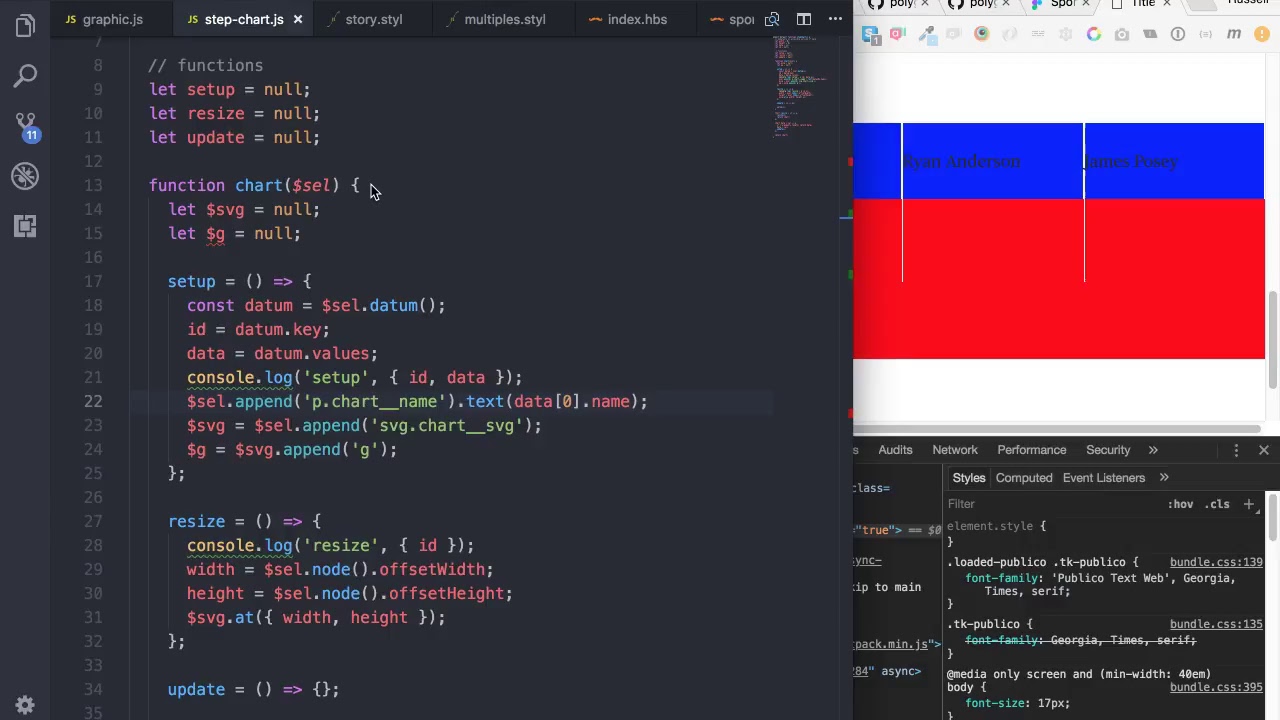 graphic.js
step-chart.js
story.styl
multiples.styl
index.hbs
7
8 // functions
9 let setup = null;
10 let resize = null;
11 let update = null;
12
13 function chart($sel) {
14 let $svg = null;
15 let $g = null;
16
17 setup = () => {
18 const datum = $sel.datum();
19 id = datum.key;
20 data = datum.values;
21 console.log('setup', { id, data });
22 $sel.append('p.chart__name').text(data[0].name);
23 $svg = $sel.append('svg.chart__svg');
24 $g = $svg.append('g');
25 };
26
27 resize = () => {
28 console.log('resize', { id });
29 width = $sel.node().offsetWidth;
30 height = $sel.node().offsetHeight;
31 $svg.at({ width, height });
32 };
33
34 update = () => {};
35
11
Title
1
m
Ryan Anderson
James Posey
s Audits Network Performance Security »
class=
="true"> == $0
async-
kip to main
pack.min.js">
84" async>
Styles Computed Event Listeners »
Filter :hov .cls +
element.style {
}
.loaded-publico .tk-publico { bundle.css:139
font-family: 'Publico Text Web', Georgia,
Times, serif;
}
.tk-publico { bundle.css:135
font-family: Georgia, Times, serif;
}
@media only screen and (min-width: 40em)
body { bundle.css:395
font-size: 17px;
}